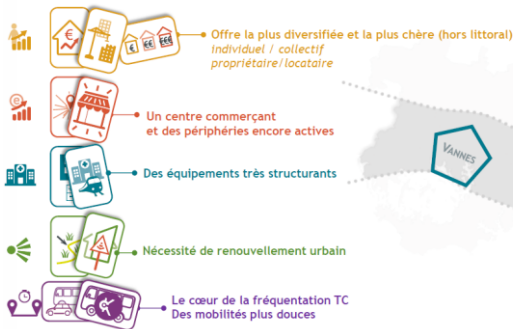 €
€ €€ €€€
Offre la plus diversifiée et la plus chère (hors littoral)
individuel / collectif
propriétaire/locataire
e
Un centre commerçant
et des périphéries encore actives
VANNES
Des équipements très structurants
Nécessité de renouvellement urbain
Le cœur de la fréquentation TC
Des mobilités plus douces